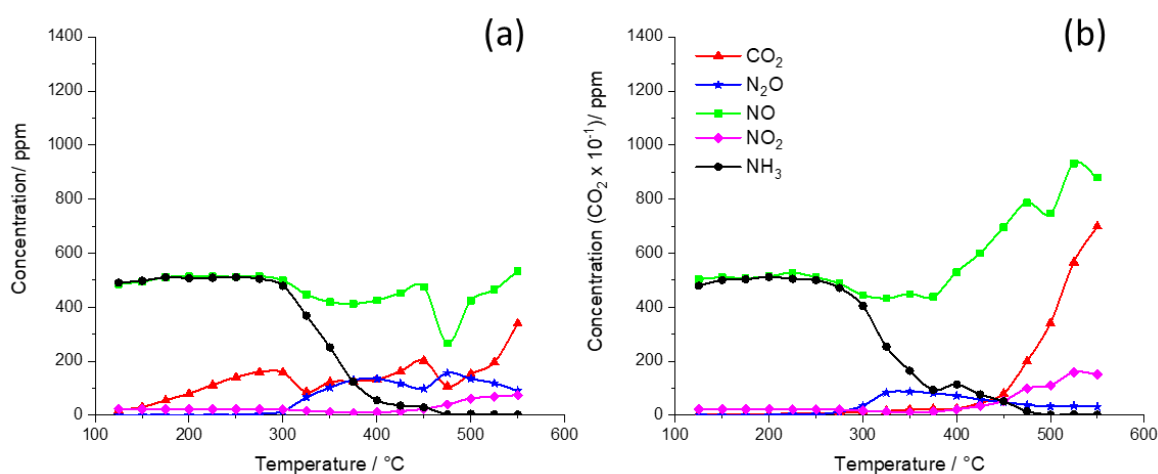 (a)
1400
1200
1000
800
600
400
200
0
Concentration/ ppm
100 200 300 400 500 600
Temperature / °C
(b)
1400
1200
1000
800
600
400
200
0
Concentration (CO₂ x 10⁻¹)/ ppm
CO₂
N₂O
NO
NO₂
NH₃
100 200 300 400 500 600
Temperature / °C